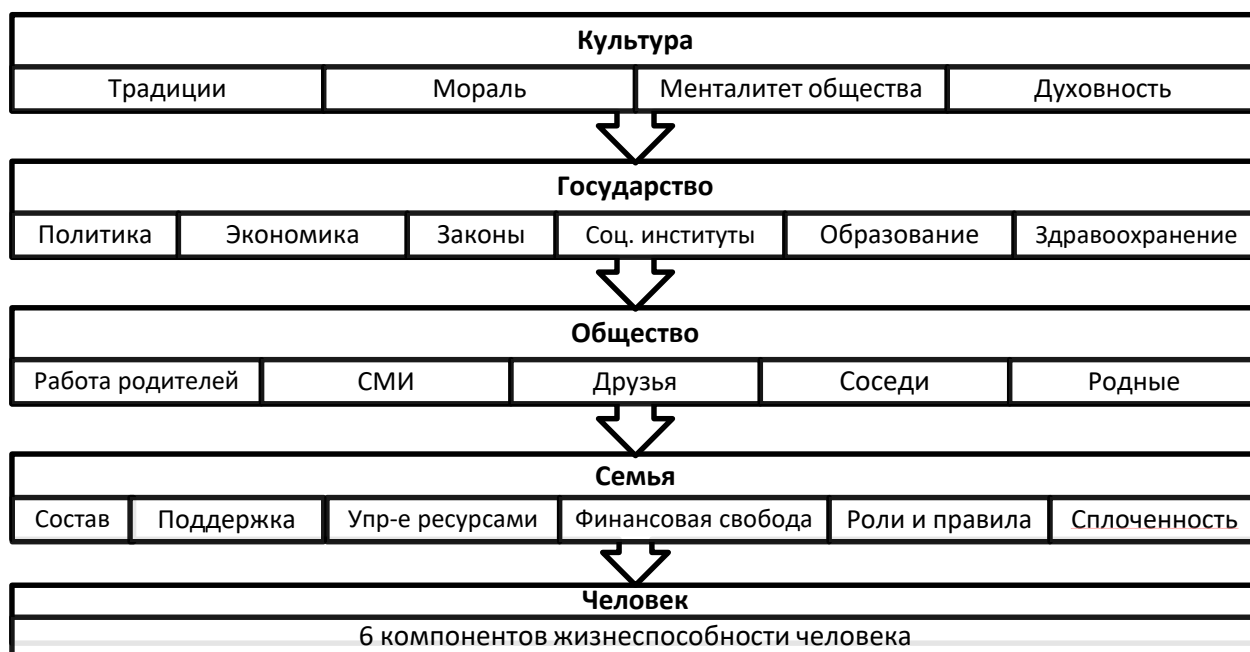 Культура
Традиции Мораль Менталитет общества Духовность
Государство
Политика Экономика Законы Соц. институты Образование Здравоохранение
Общество
Работа родителей СМИ Друзья Соседи Родные
Семья
Состав Поддержка Упр-е ресурсами Финансовая свобода Роли и правила Сплоченность
Человек
6 компонентов жизнеспособности человека